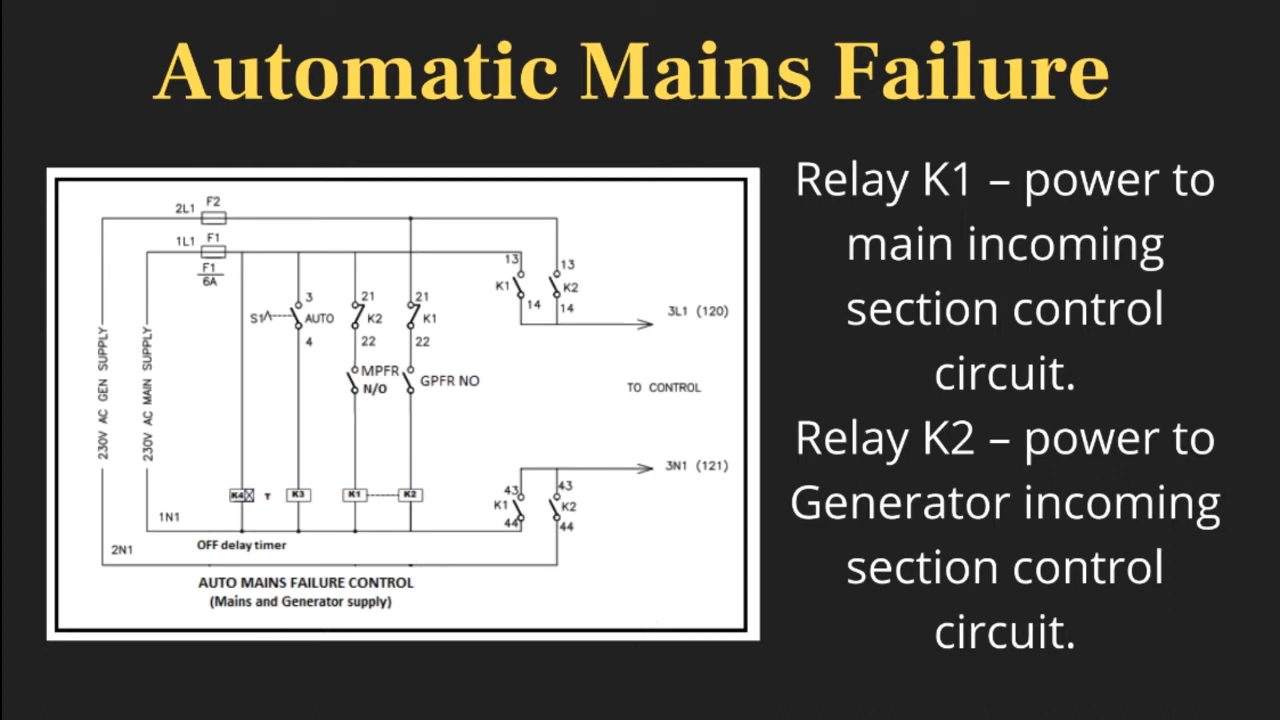 Automatic Mains Failure
2L1
F2
1L1
F1
F1
6A
230V AC GEN SUPPLY
230V AC MAIN SUPPLY
S1
3
AUTO
4
21
K2
22
21
K1
22
MPFR
N/O
GPFR NO
13
K1
14
13
K2
14
3L1 (120)
TO CONTROL
3N1 (121)
43
K1
44
43
K2
44
K4
T
K3
K1
K2
1N1
2N1
OFF delay timer
AUTO MAINS FAILURE CONTROL
(Mains and Generator supply)
Relay K1 – power to
main incoming
section control
circuit.
Relay K2 – power to
Generator incoming
section control
circuit.